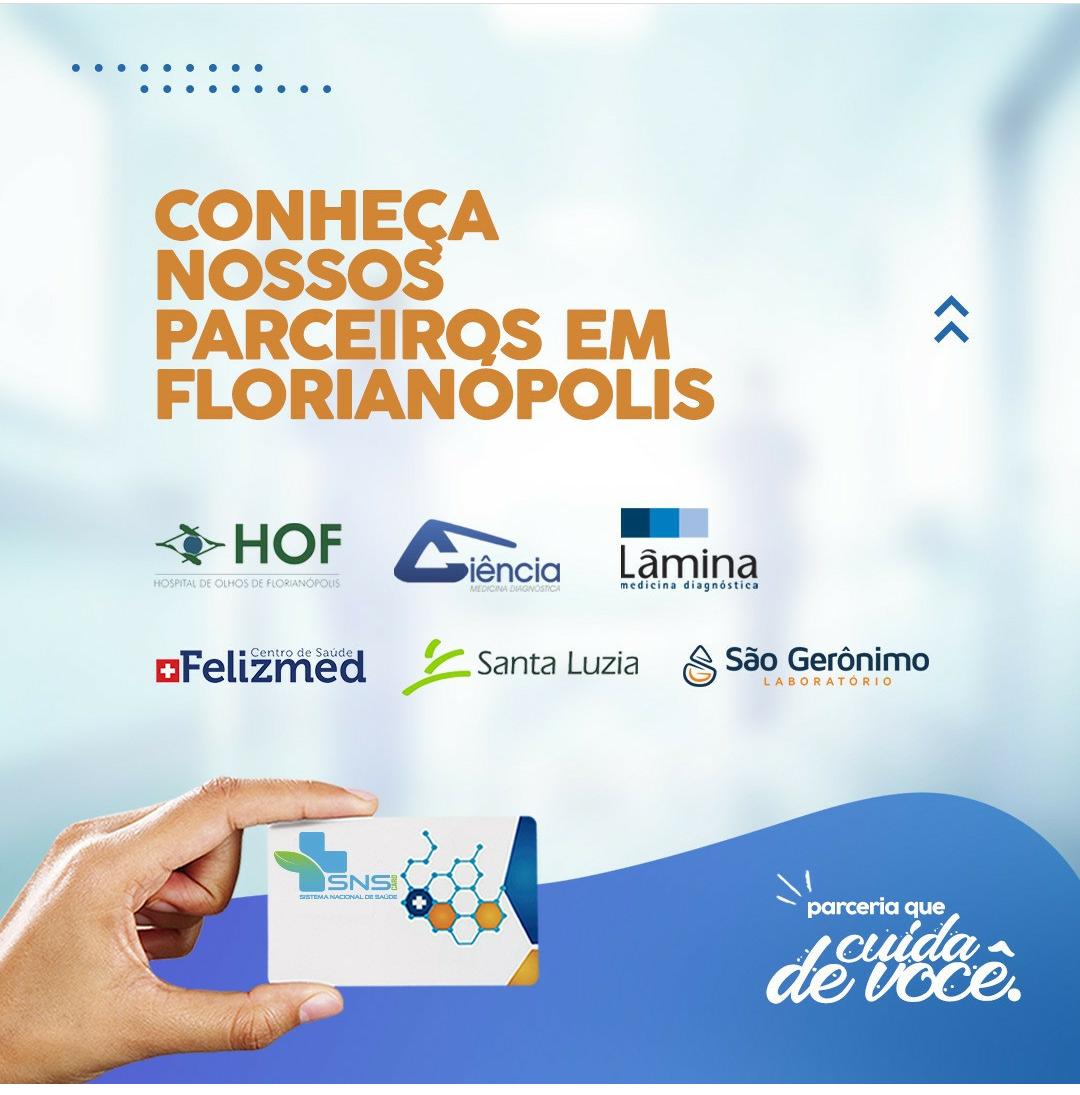 CONHEÇA
NOSSOS
PARCEIROS EM
FLORIANÓPOLIS
HOF
HOSPITAL DE OLHOS DE FLORIANÓPOLIS
Ciência
MEDICINA DIAGNÓSTICA
Lâmina
medicina diagnóstica
Centro de Saúde
Felizmed
Santa Luzia
São Gerônimo
LABORATÓRIO
SNS CARD
SISTEMA NACIONAL DE SAÚDE
parceria que
cuida
de você.